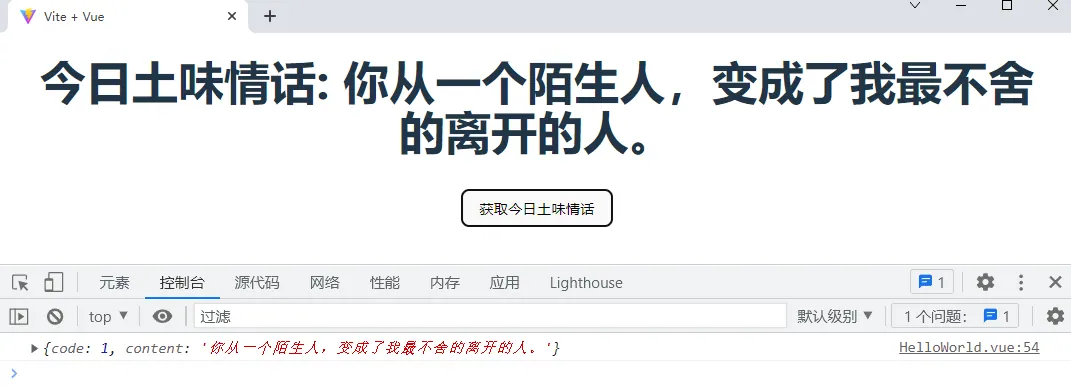 Vite + Vue
今日土味情话: 你从一个陌生人，变成了我最不舍
的离开的人。
获取今日土味情话
元素 控制台 源代码 网络 性能 内存 应用 Lighthouse 1
top 过滤 默认级别 1 个问题: 1
{code: 1, content: '你从一个陌生人，变成了我最不舍的离开的人。'} HelloWorld.vue:54